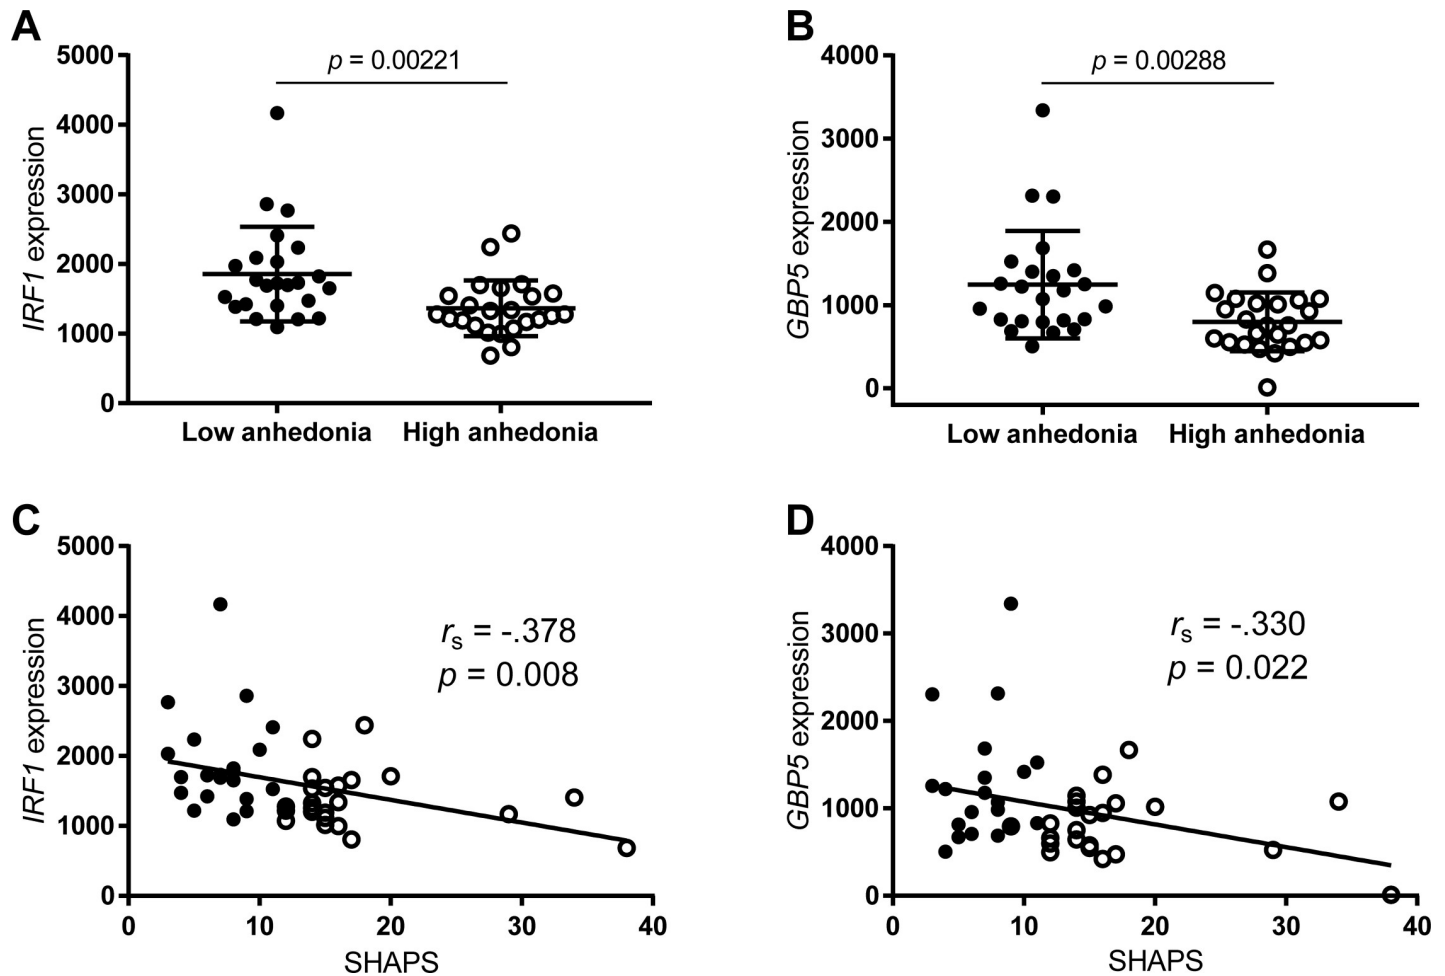 A
5000
4000
3000
2000
1000
0
IRF1 expression
p = 0.00221
Low anhedonia
High anhedonia
B
4000
3000
2000
1000
0
GBP5 expression
p = 0.00288
Low anhedonia
High anhedonia
C
5000
4000
3000
2000
1000
0
IRF1 expression
rs = -.378
p = 0.008
0 10 20 30 40
SHAPS
D
4000
3000
2000
1000
0
GBP5 expression
rs = -.330
p = 0.022
0 10 20 30 40
SHAPS